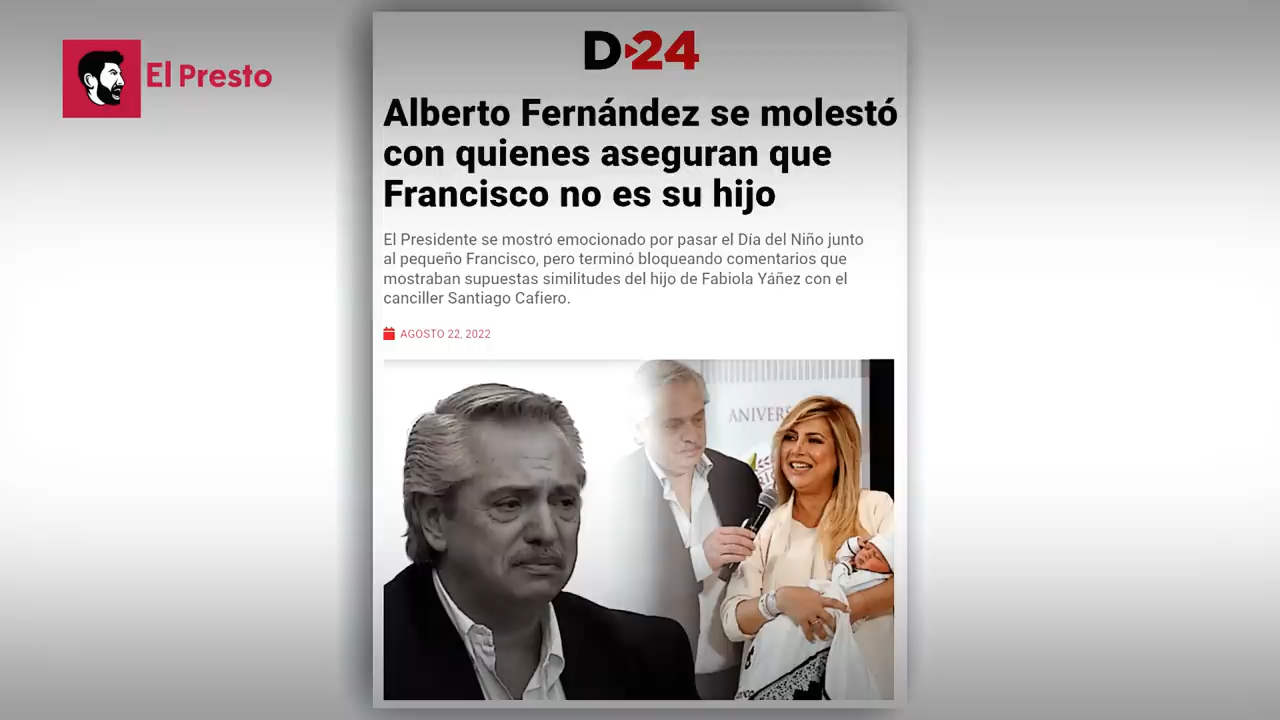 El Presto
D24
Alberto Fernández se molestó
con quienes aseguran que
Francisco no es su hijo
El Presidente se mostró emocionado por pasar el Día del Niño junto
al pequeño Francisco, pero terminó bloqueando comentarios que
mostraban supuestas similitudes del hijo de Fabiola Yáñez con el
canciller Santiago Cafiero.
AGOSTO 22, 2022
ANIVERS